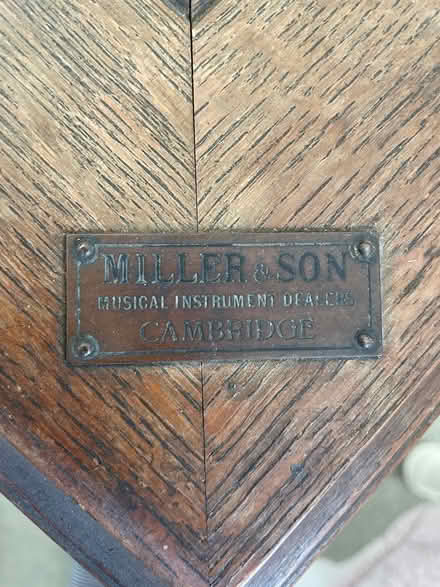 MILLER & SON
MUSICAL INSTRUMENT DEALERS
CAMBRIDGE